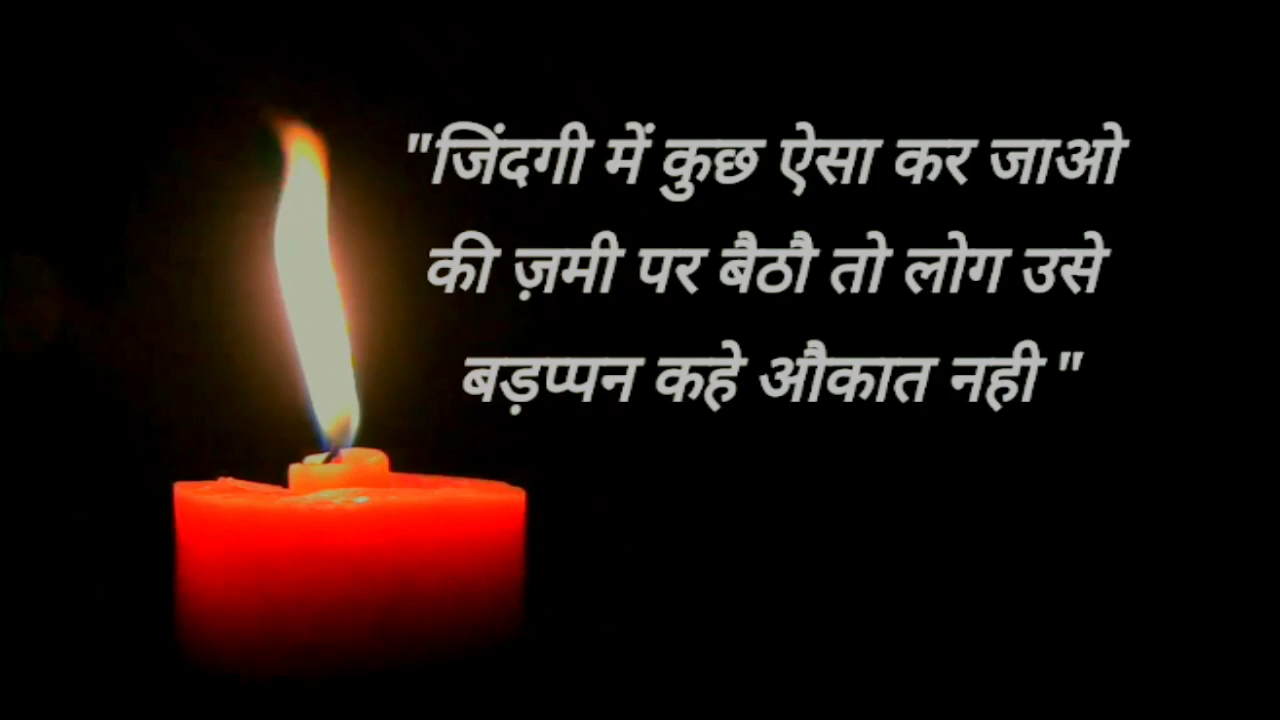 "जिंदगी में कुछ ऐसा कर जाओ
की ज़मी पर बैठौ तो लोग उसे
बड़प्पन कहे औकात नही "